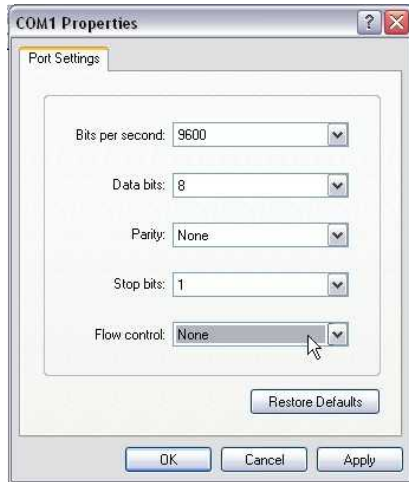 COM1 Properties
Port Settings
Bits per second: 9600
Data bits: 8
Parity: None
Stop bits: 1
Flow control: None
Restore Defaults
OK Cancel Apply